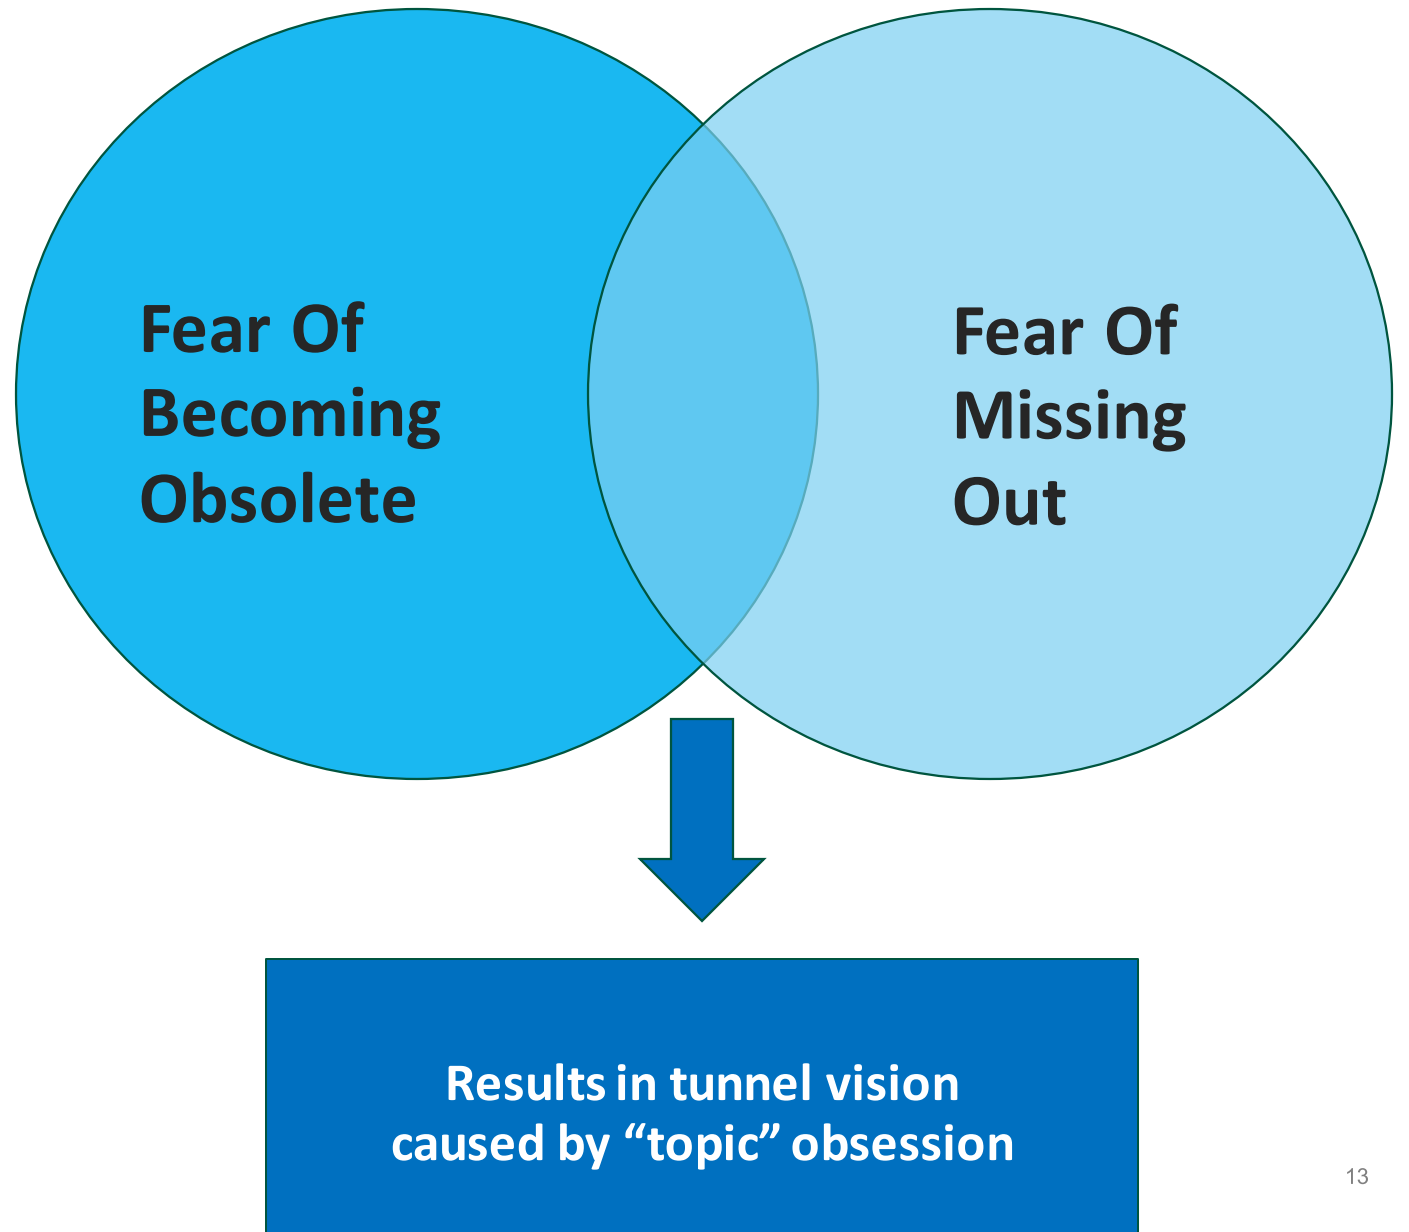 Fear Of
Becoming
Obsolete
Fear Of
Missing
Out
Results in tunnel vision
caused by “topic” obsession
13